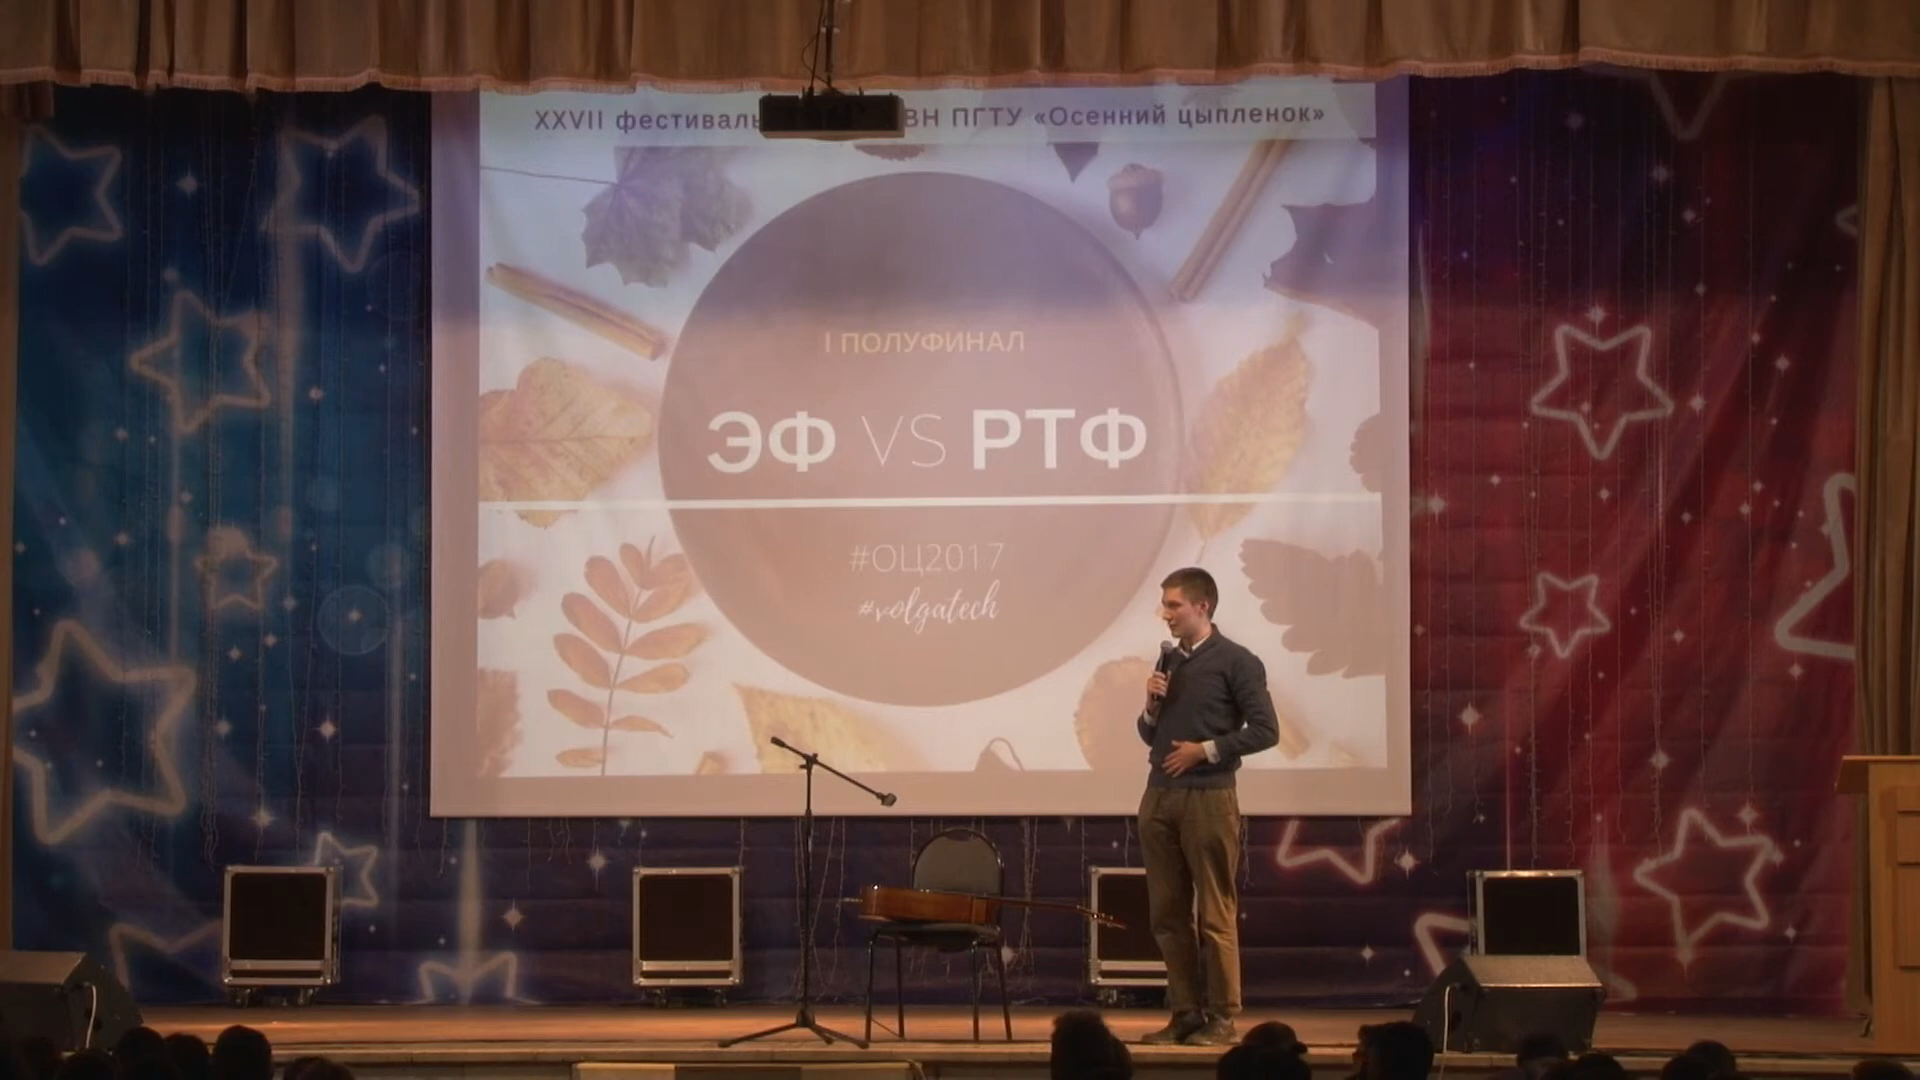 XXVII фестиваль ВН ПГТУ «Осенний цыпленок»
I ПОЛУФИНАЛ
ЭФ VS РТФ
#ОЦ2017
#volgatech